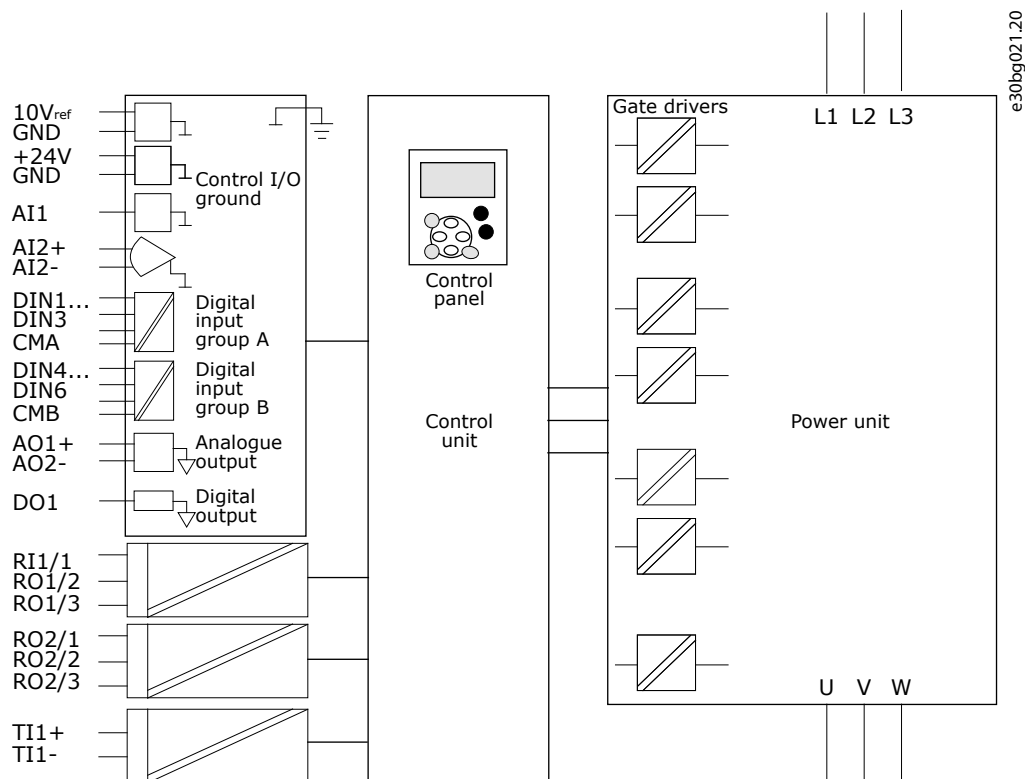 e30bg021.20
10Vref
GND
+24V
GND
Control I/O
ground
AI1
AI2+
AI2-
DIN1...
DIN3
CMA
Digital
input
group A
DIN4...
DIN6
CMB
Digital
input
group B
AO1+
AO2-
Analogue
output
DO1
Digital
output
RI1/1
RO1/2
RO1/3
RO2/1
RO2/2
RO2/3
TI1+
TI1-
Control
panel
Control
unit
Gate drivers
L1 L2 L3
Power unit
U V W